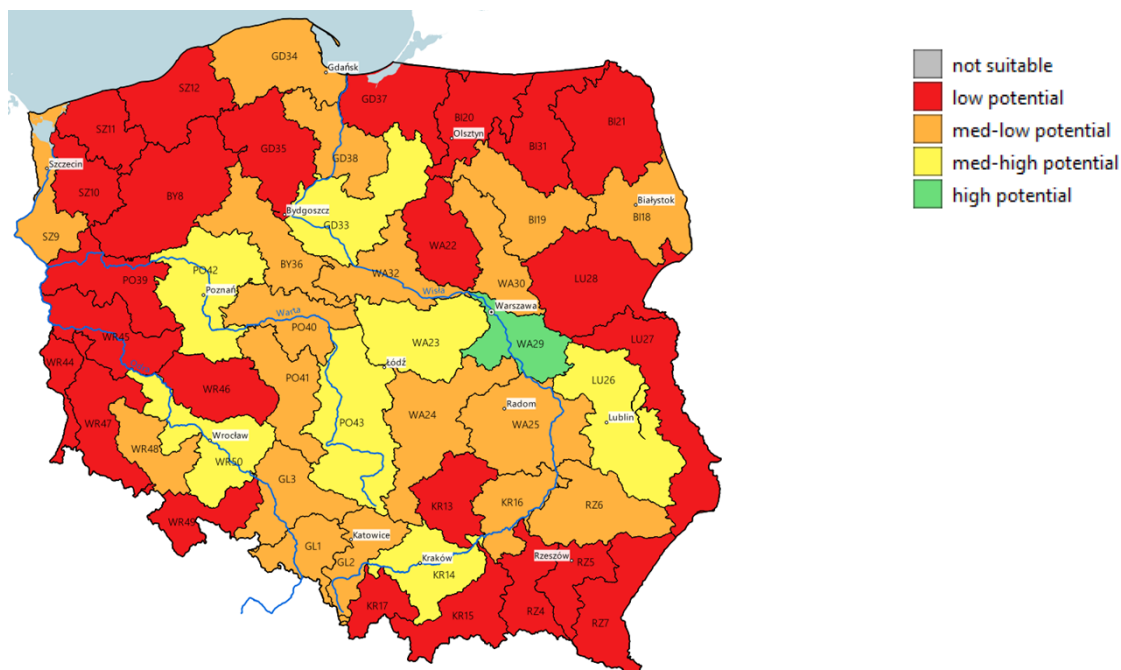 GD34
Gdańsk
not suitable
SZ12
GD37
low potential
BI20
SZ11
Olsztyn
BI21
med-low potential
GD35
BI31
GD38
Szczecin
med-high potential
SZ10
BY8
high potential
Białystok
Bydgoszcz
BI18
GD33
BI19
SZ9
WA22
BY36
PO42
WA32
PO39
LU28
WA30
Poznań
Wisła
Warszawa
Warta
PO40
WR45
WA23
WA29
LU27
WR44
Łódź
PO41
LU26
WR46
Radom
WA24
Lublin
WR47
PO43
WA25
Wrocław
WR48
WR50
GL3
KR13
KR16
RZ6
WR49
Katowice
GL1
Rzeszów
GL2
Kraków
RZ5
KR14
KR17
RZ4
KR15
RZ7